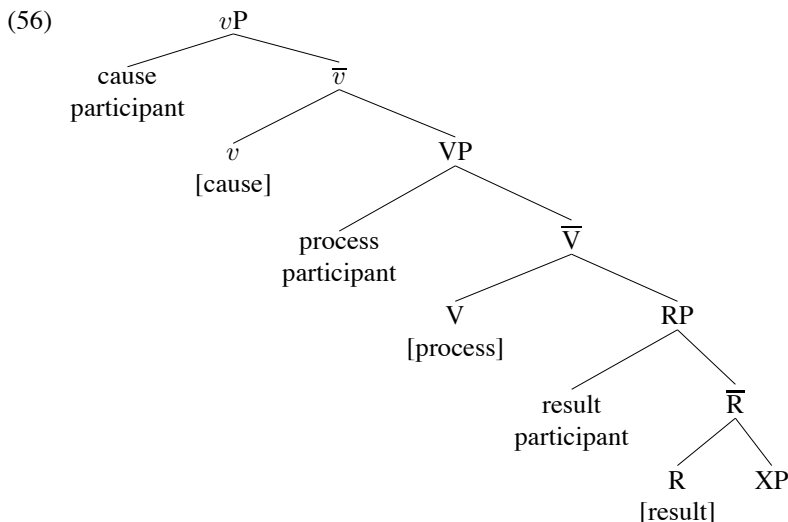 (56)
vP
cause
participant
v̅
v
[cause]
VP
process
participant
V̅
V
[process]
RP
result
participant
R̅
R
[result]
XP